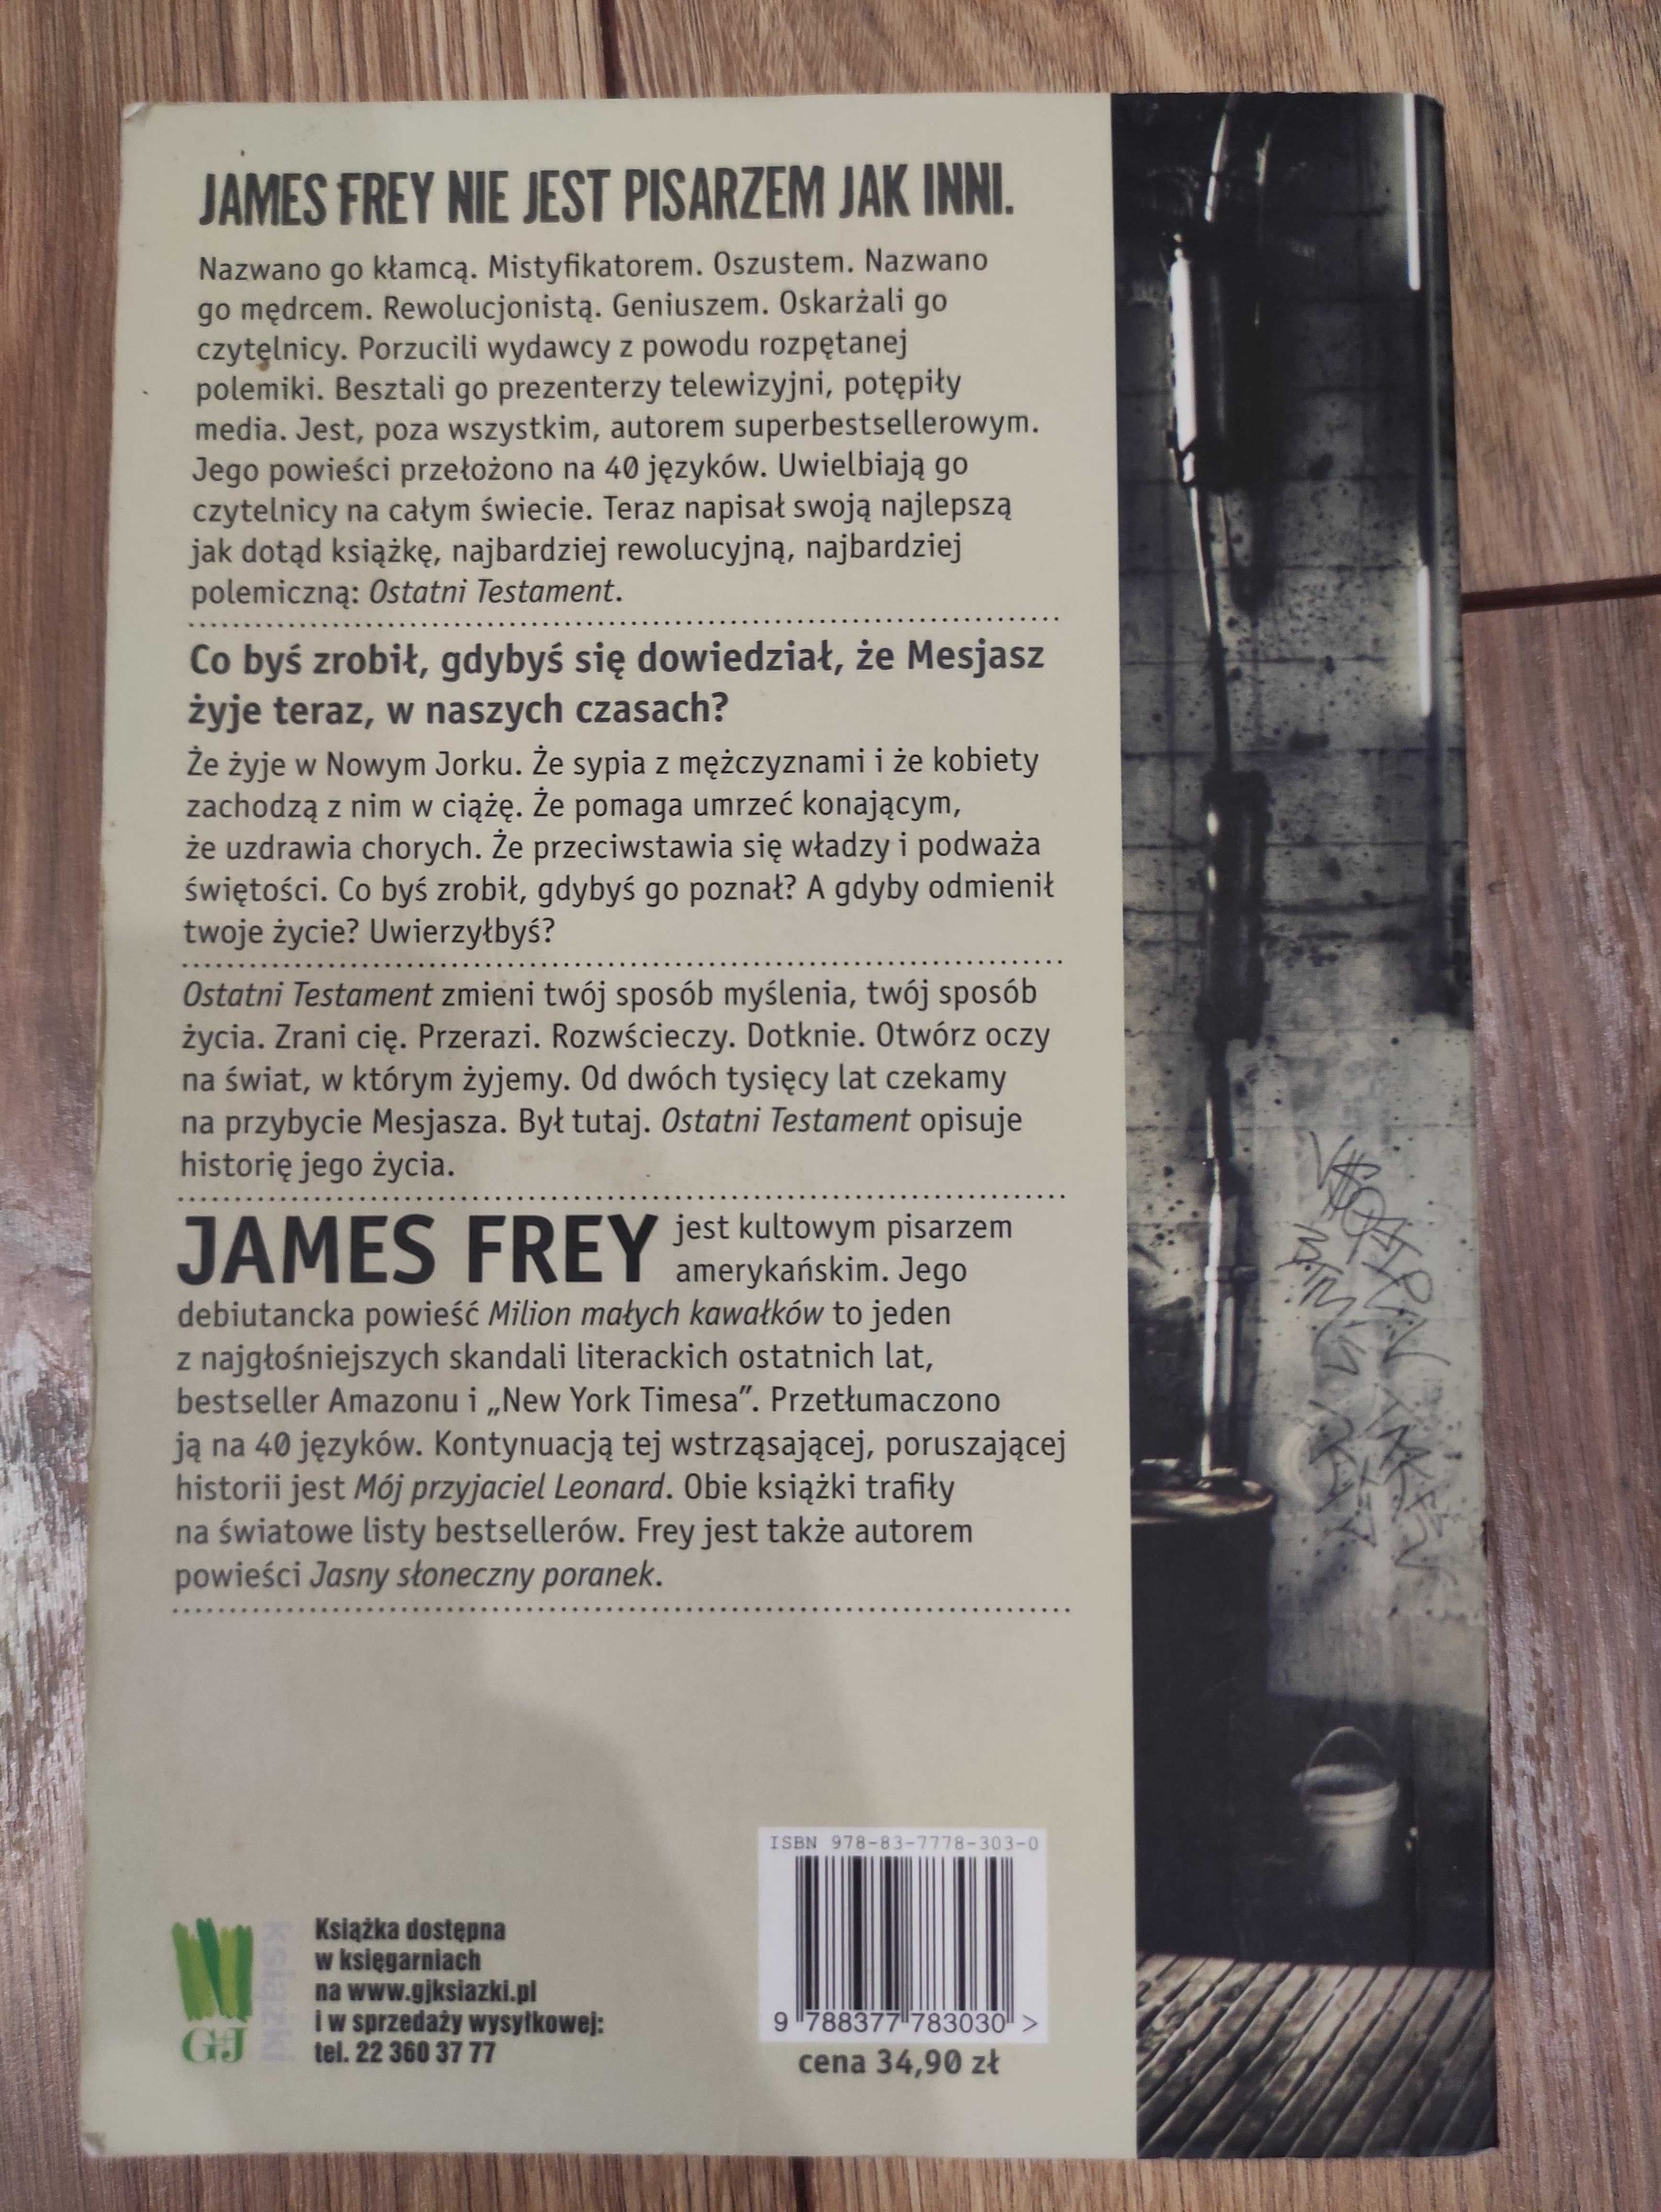 JAMES FREY NIE JEST PISARZEM JAK INNI.
Nazwano go kłamcą. Mistyfikatorem. Oszustem. Nazwano
go mędrcem. Rewolucjonistą. Geniuszem. Oskarżali go
czytelnicy. Porzucili wydawcy z powodu rozpętanej
polemiki. Besztali go prezenterzy telewizyjni, potępiły
media. Jest, poza wszystkim, autorem superbestsellerowym.
Jego powieści przełożono na 40 języków. Uwielbiają go
czytelnicy na całym świecie. Teraz napisał swoją najlepszą
jak dotąd książkę, najbardziej rewolucyjną, najbardziej
polemiczną: Ostatni Testament.
Co byś zrobił, gdybyś się dowiedział, że Mesjasz
żyje teraz, w naszych czasach?
Że żyje w Nowym Jorku. Że sypia z mężczyznami i że kobiety
zachodzą z nim w ciążę. Że pomaga umrzeć konającym,
że uzdrawia chorych. Że przeciwstawia się władzy i podważa
świętości. Co byś zrobił, gdybyś go poznał? A gdyby odmienił
twoje życie? Uwierzyłbyś?
Ostatni Testament zmieni twój sposób myślenia, twój sposób
życia. Zrani cię. Przerazi. Rozwścieczy. Dotknie. Otwórz oczy
na świat, w którym żyjemy. Od dwóch tysięcy lat czekamy
na przybycie Mesjasza. Był tutaj. Ostatni Testament opisuje
historię jego życia.
JAMES FREY jest kultowym pisarzem
amerykańskim. Jego
debiutancka powieść Milion małych kawałków to jeden
z najgłośniejszych skandali literackich ostatnich lat,
bestseller Amazonu i „New York Timesa”. Przetłumaczono
ją na 40 języków. Kontynuacją tej wstrząsającej, poruszającej
historii jest Mój przyjaciel Leonard. Obie książki trafiły
na światowe listy bestsellerów. Frey jest także autorem
powieści Jasny słoneczny poranek.
ISBN 978-83-7778-303-0
9 788377 783030 >
cena 34,90 zł
G+J
książki
Książka dostępna
w księgarniach
na www.gjksiazki.pl
i w sprzedaży wysyłkowej:
tel. 22 360 37 77